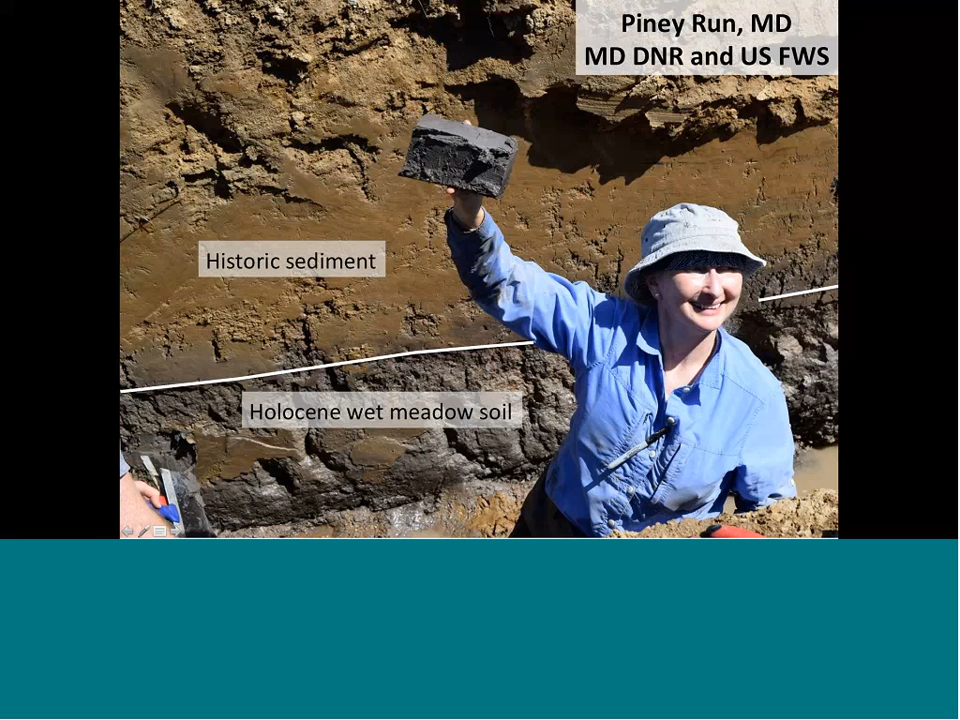 Piney Run, MD
MD DNR and US FWS
Historic sediment
Holocene wet meadow soil